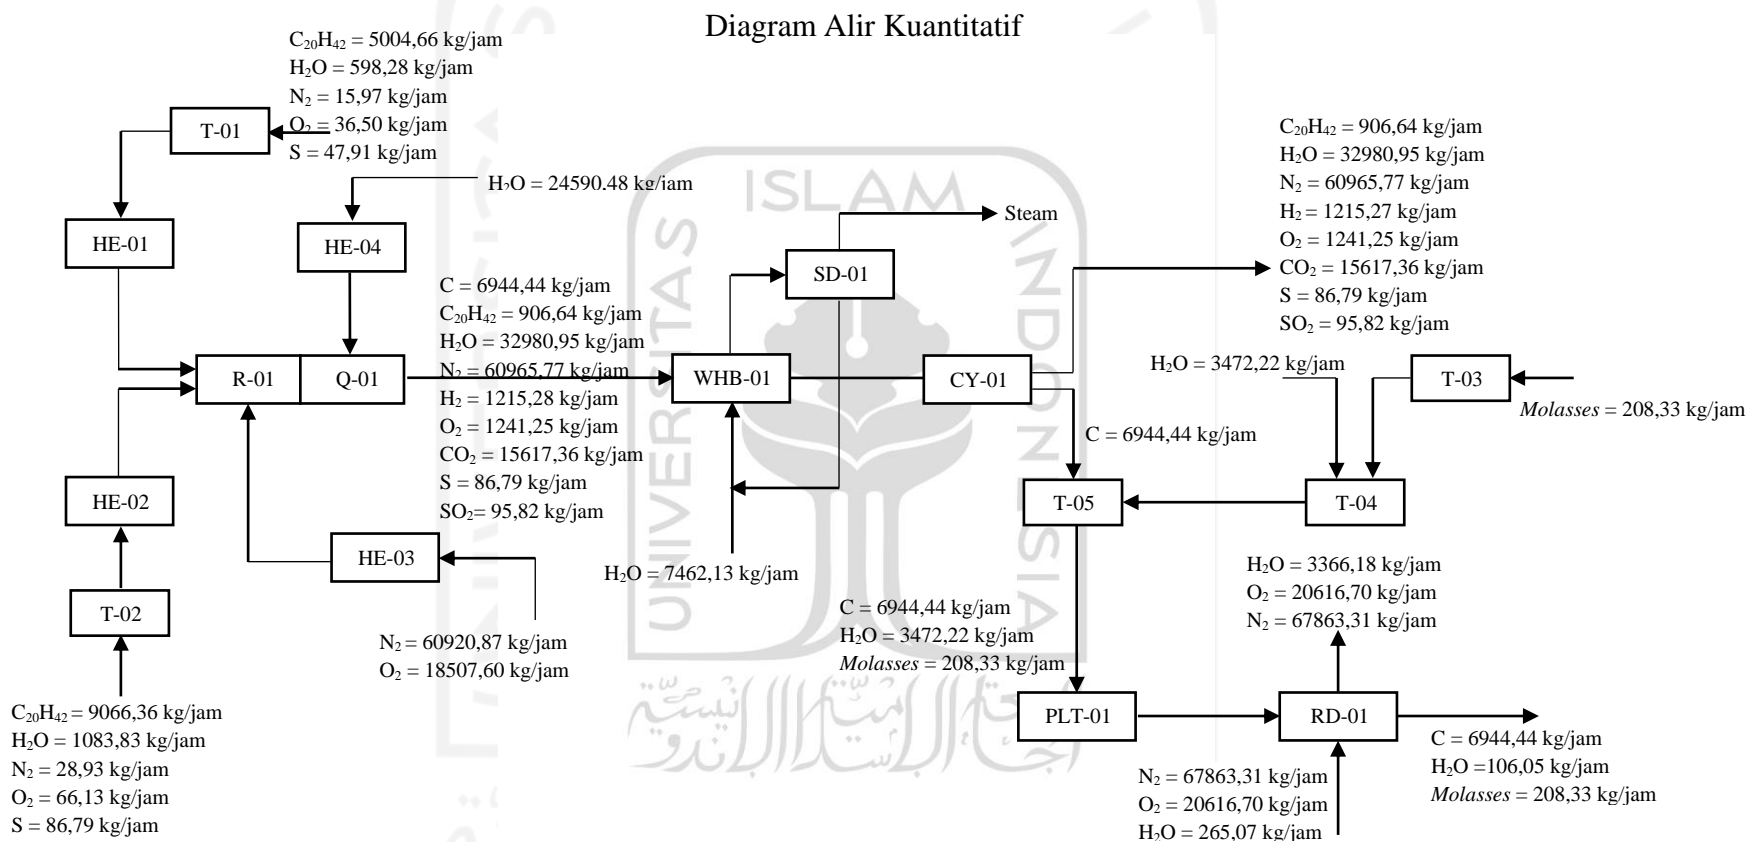 Diagram Alir Kuantitatif
C₂₀H₄₂ = 5004,66 kg/jam
H₂O = 598,28 kg/jam
N₂ = 15,97 kg/jam
O₂ = 36,50 kg/jam
S = 47,91 kg/jam
T-01
HE-01
H₂O = 24590,48 kg/jam
HE-04
C = 6944,44 kg/jam
C₂₀H₄₂ = 906,64 kg/jam
H₂O = 32980,95 kg/jam
N₂ = 60965,77 kg/jam
H₂ = 1215,28 kg/jam
O₂ = 1241,25 kg/jam
CO₂ = 15617,36 kg/jam
S = 86,79 kg/jam
SO₂= 95,82 kg/jam
R-01
Q-01
HE-02
T-02
C₂₀H₄₂ = 9066,36 kg/jam
H₂O = 1083,83 kg/jam
N₂ = 28,93 kg/jam
O₂ = 66,13 kg/jam
S = 86,79 kg/jam
HE-03
N₂ = 60920,87 kg/jam
O₂ = 18507,60 kg/jam
Steam
SD-01
WHB-01
H₂O = 7462,13 kg/jam
CY-01
C₂₀H₄₂ = 906,64 kg/jam
H₂O = 32980,95 kg/jam
N₂ = 60965,77 kg/jam
H₂ = 1215,27 kg/jam
O₂ = 1241,25 kg/jam
CO₂ = 15617,36 kg/jam
S = 86,79 kg/jam
SO₂ = 95,82 kg/jam
H₂O = 3472,22 kg/jam
T-03
Molasses = 208,33 kg/jam
C = 6944,44 kg/jam
T-05
T-04
C = 6944,44 kg/jam
H₂O = 3472,22 kg/jam
Molasses = 208,33 kg/jam
H₂O = 3366,18 kg/jam
O₂ = 20616,70 kg/jam
N₂ = 67863,31 kg/jam
PLT-01
RD-01
C = 6944,44 kg/jam
H₂O =106,05 kg/jam
Molasses = 208,33 kg/jam
N₂ = 67863,31 kg/jam
O₂ = 20616,70 kg/jam
H₂O = 265,07 kg/jam
UNIVERSITAS
ISLAM
INDONESIA